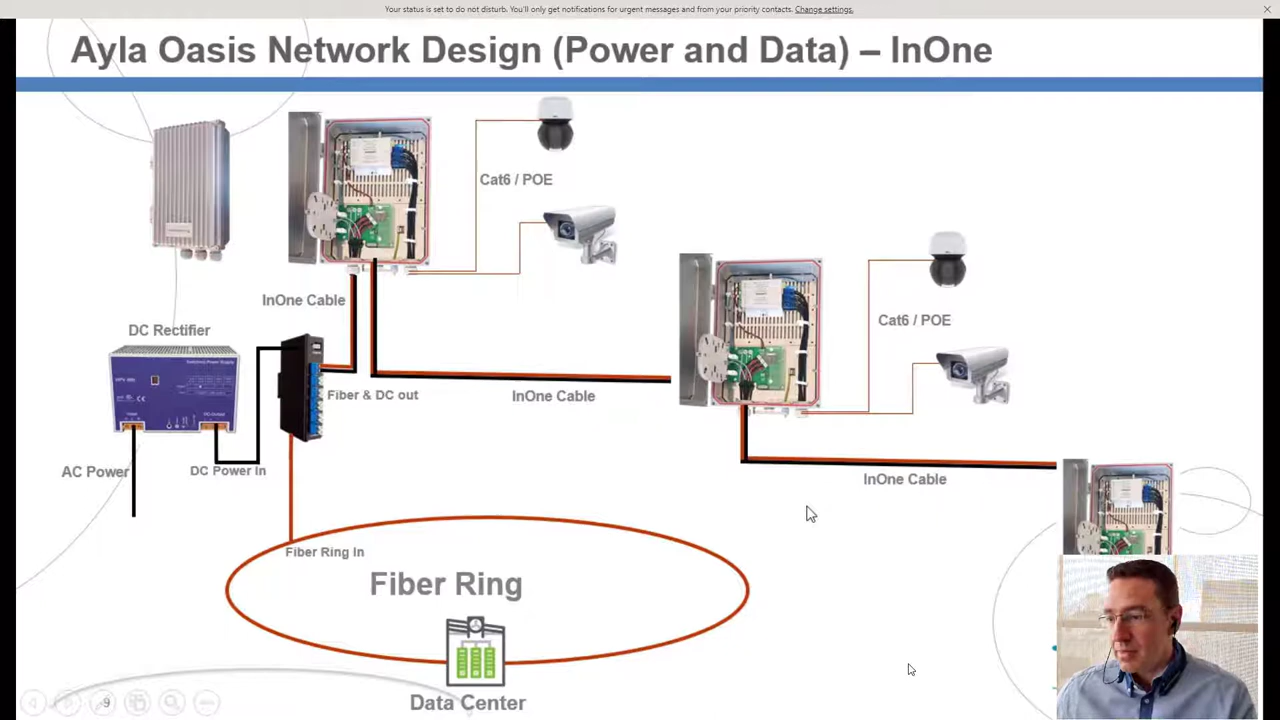 Your status is set to do not disturb. You'll only get notifications for urgent messages and from your priority contacts. Change settings.
Ayla Oasis Network Design (Power and Data) – InOne
Cat6 / POE
InOne Cable
Cat6 / POE
DC Rectifier
Fiber & DC out
InOne Cable
AC Power
DC Power In
InOne Cable
Fiber Ring In
Fiber Ring
Data Center
9